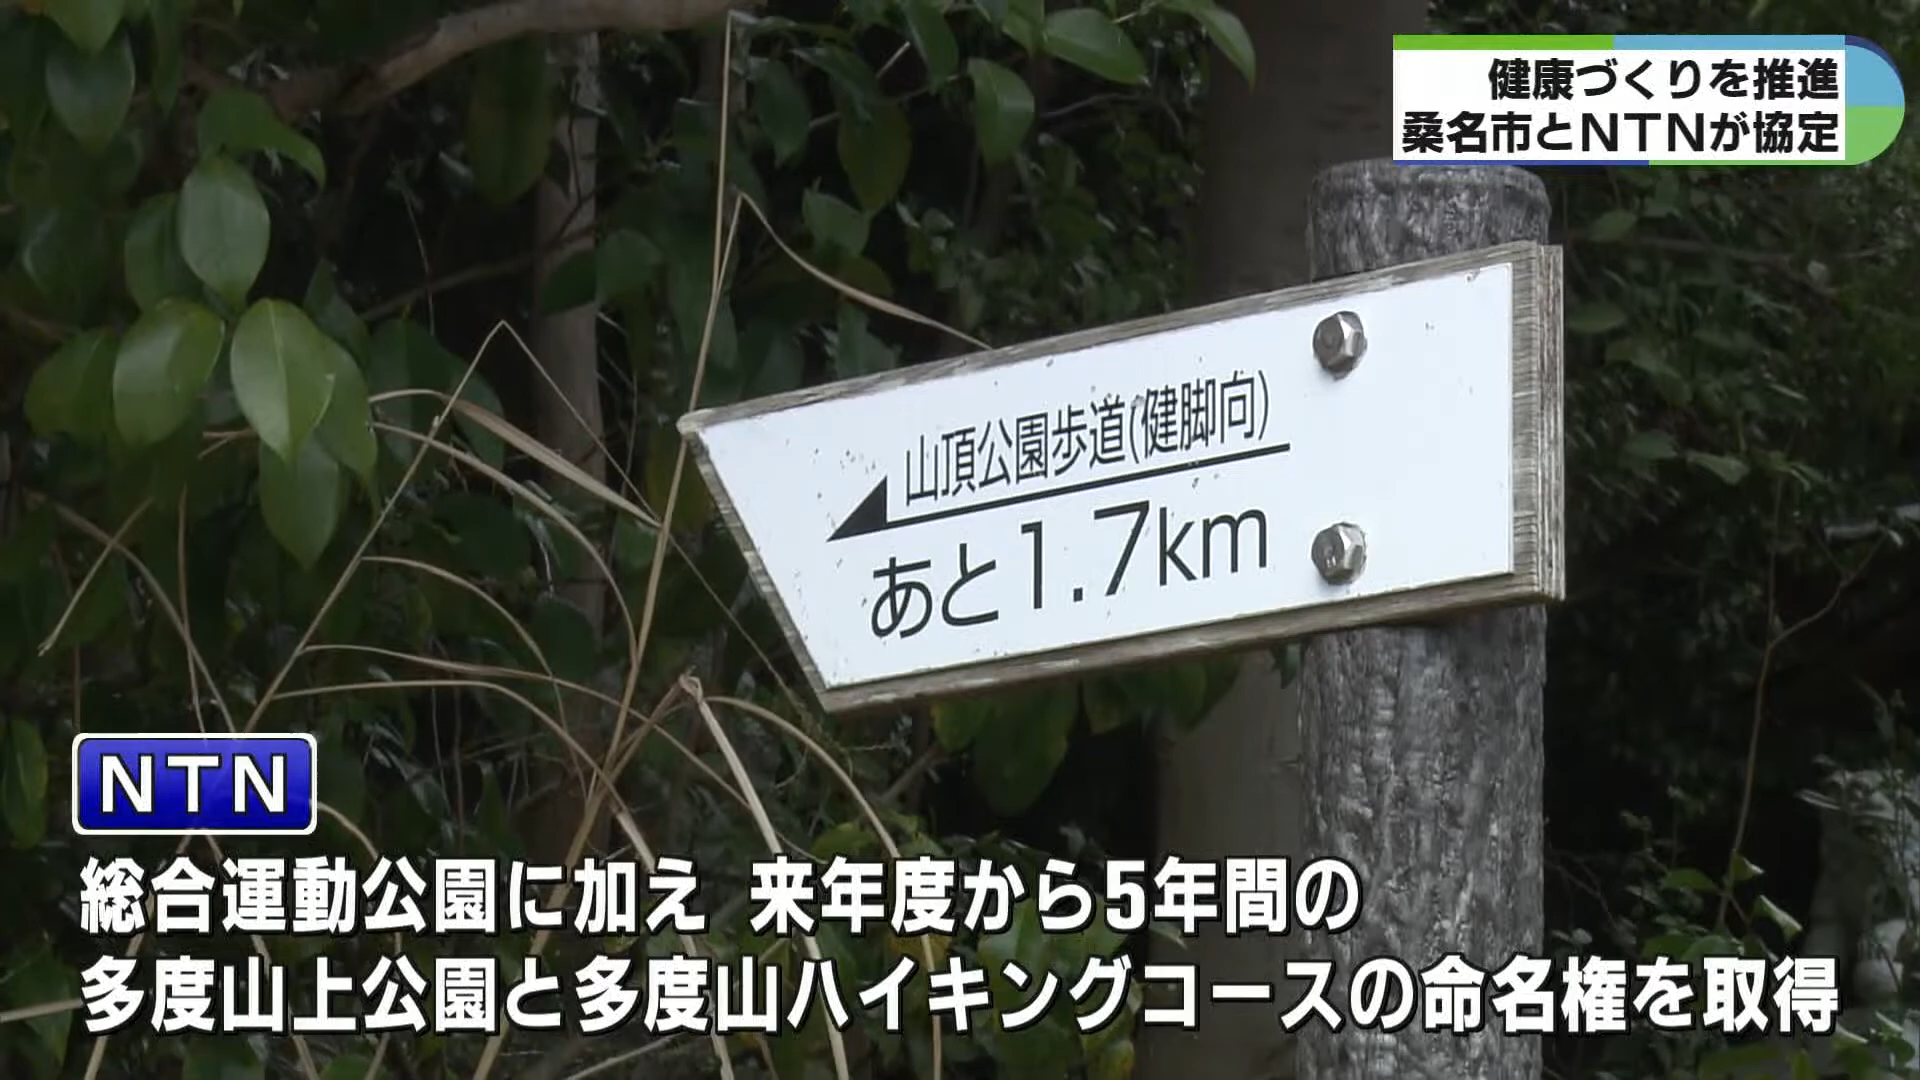 健康づくりを推進
桑名市とNTNが協定
山頂公園歩道(健脚向)
あと1.7km
NTN
総合運動公園に加え 来年度から5年間の
多度山上公園と多度山ハイキングコースの命名権を取得